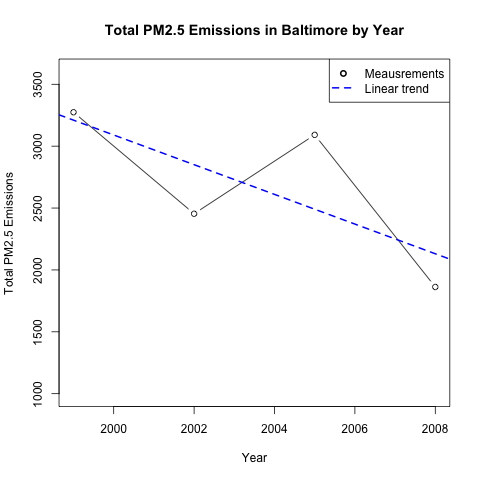 Total PM2.5 Emissions in Baltimore by Year
Meausrements
Linear trend
Total PM2.5 Emissions
3500
3000
2500
2000
1500
1000
2000 2002 2004 2006 2008
Year